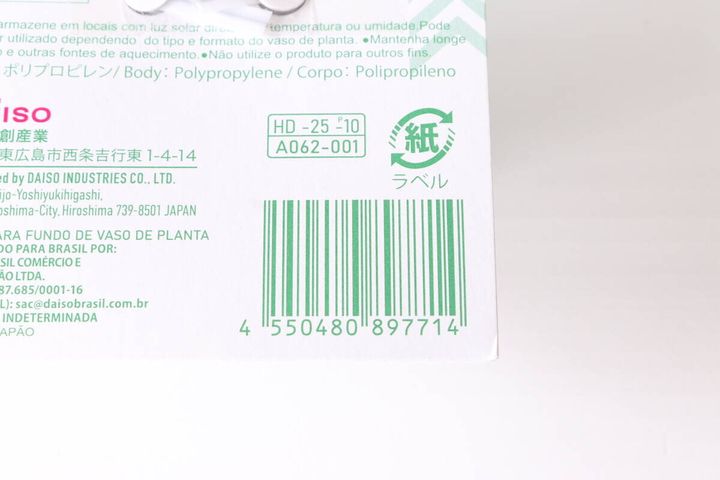 armazene em locais com luz solar temperatura ou umidade.Pode
r utilizado dependendo do tipo e formato do vaso de planta. ●Mantenha longe
o e outras fontes de aquecimento.●Não utilize o produto para outros fins.
ポリプロピレン/ Body: Polypropylene / Corpo: Polipropileno
ISO
創産業
東広島市西条吉行東1-4-14
ed by DAISO INDUSTRIES CO., LTD.
ijo-Yoshiyukihigashi,
oshima-City, Hiroshima 739-8501 JAPAN
ARA FUNDO DE VASO DE PLANTA
DO PARA BRASIL POR:
SIL COMÉRCIO E
ÃO LTDA.
87.685/0001-16
L): sac@daisobrasil.com.br
INDETERMINADA
APÃO
HD -25 -P10
A062-001
紙
ラベル
4 550480 897714